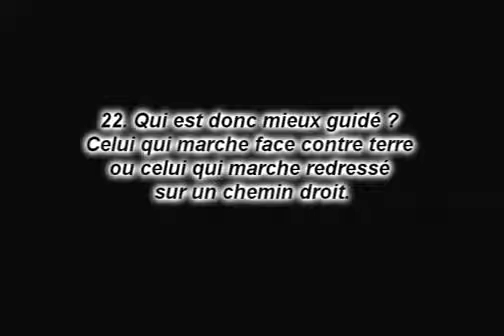 22. Qui est donc mieux guidé ?
Celui qui marche face contre terre
ou celui qui marche redressé
sur un chemin droit.